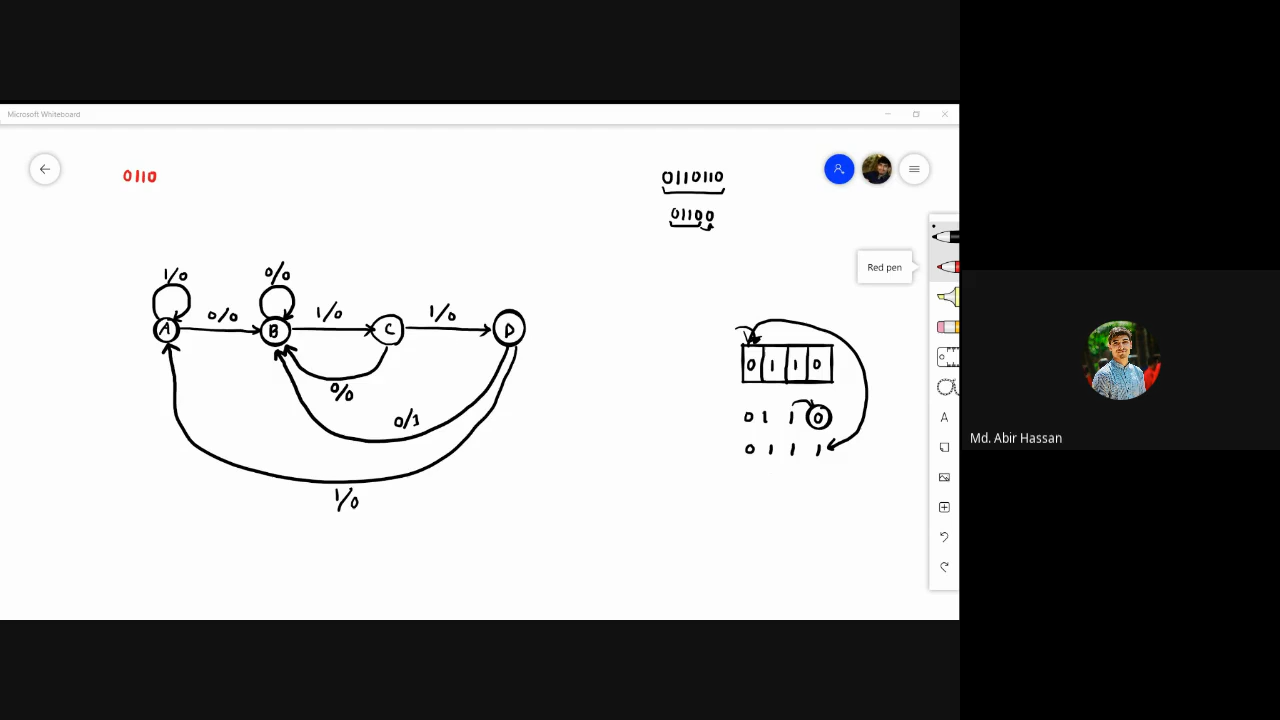 Microsoft Whiteboard
0110
0110110
01100
Red pen
1/0
0/0
0/0
1/0
1/0
A
B
C
D
0/0
0/1
1/0
0 1 1 0
0 1 1 0
0 1 1 1
A
Md. Abir Hassan